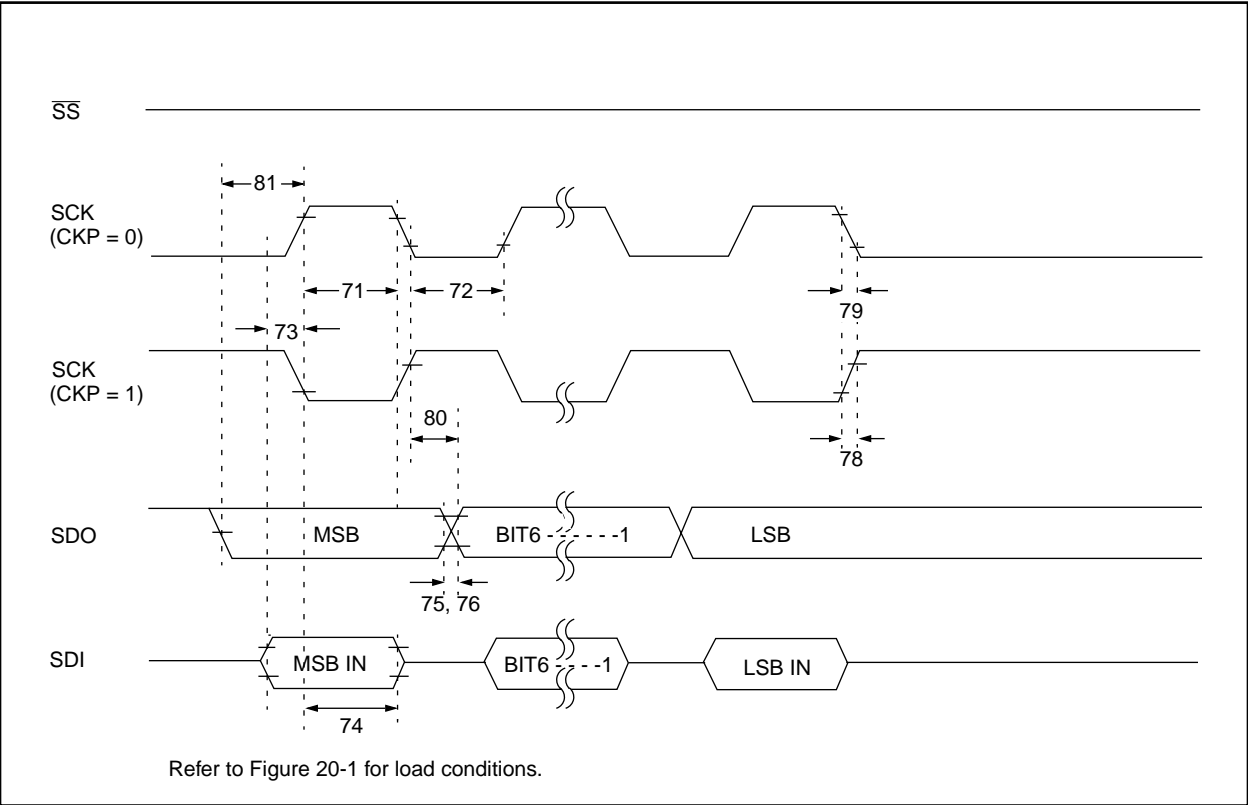 SS
81
SCK
(CKP = 0)
71
72
79
73
SCK
(CKP = 1)
80
78
SDO
MSB
BIT6 - - - - - -1
LSB
75, 76
SDI
MSB IN
BIT6 - - - -1
LSB IN
74
Refer to Figure 20-1 for load conditions.